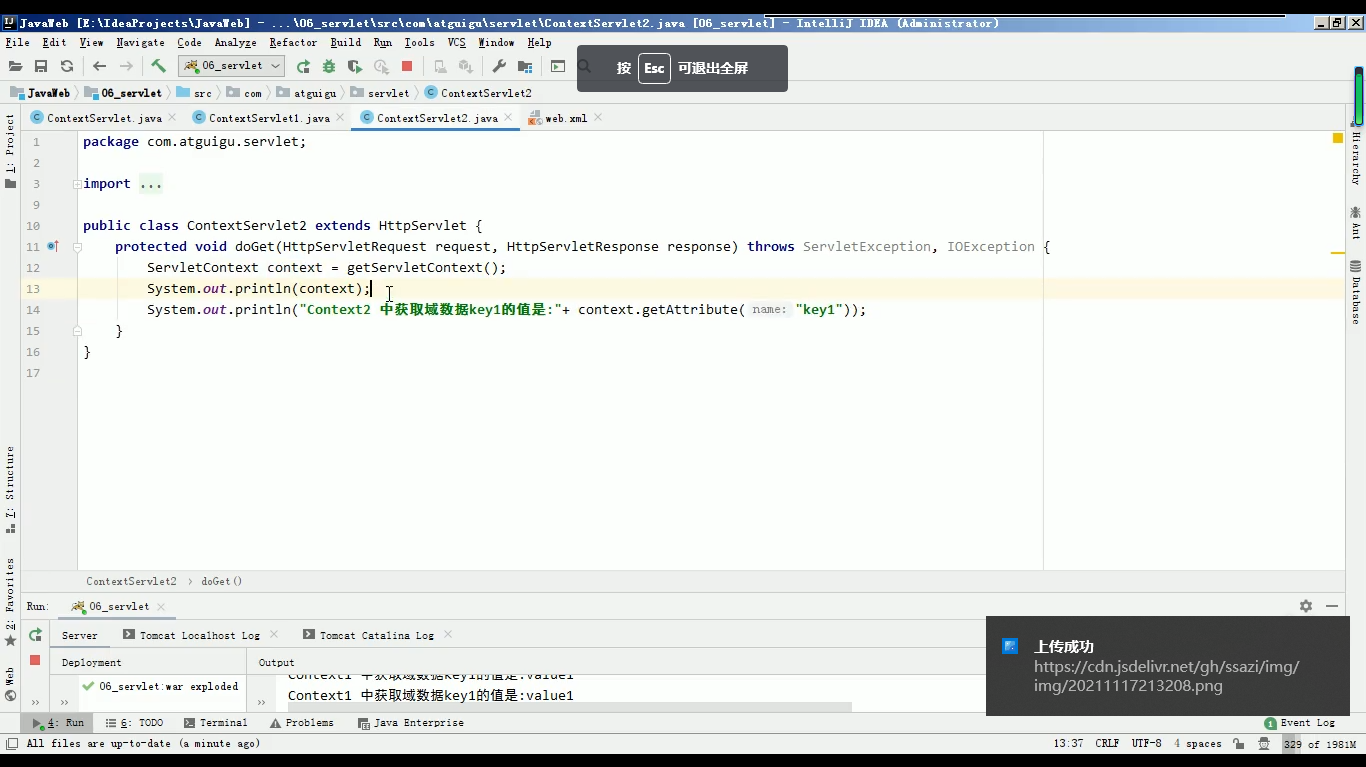 JavaWeb [E:\IdeaProjects\JavaWeb] - ...\06_servlet\src\com\atguigu\servlet\ContextServlet2.java [06_servlet] - IntelliJ IDEA (Administrator)
File Edit View Navigate Code Analyze Refactor Build Run Tools VCS Window Help
06_servlet
按 Esc 可退出全屏
JavaWeb 06_servlet src com atguigu servlet ContextServlet2
ContextServlet.java ContextServlet1.java ContextServlet2.java web.xml
1 package com.atguigu.servlet;
2
3 import ...
9
10 public class ContextServlet2 extends HttpServlet {
11 protected void doGet(HttpServletRequest request, HttpServletResponse response) throws ServletException, IOException {
12 ServletContext context = getServletContext();
13 System.out.println(context);
14 System.out.println("Context2 中获取域数据key1的值是:"+ context.getAttribute( name: "key1"));
15 }
16 }
17
1: Project
7: Structure
2: Favorites
Web
Hierarchy
Ant
Database
ContextServlet2 › doGet()
Run: 06_servlet
Server Tomcat Localhost Log Tomcat Catalina Log
Deployment Output
06_servlet:war exploded
Context1 中获取域数据key1的值是:value1
Context1 中获取域数据key1的值是:value1
上传成功
https://cdn.jsdelivr.net/gh/ssazi/img/
img/20211117213208.png
4: Run 6: TODO Terminal Problems Java Enterprise 1 Event Log
All files are up-to-date (a minute ago) 13:37 CRLF UTF-8 4 spaces 329 of 1981M